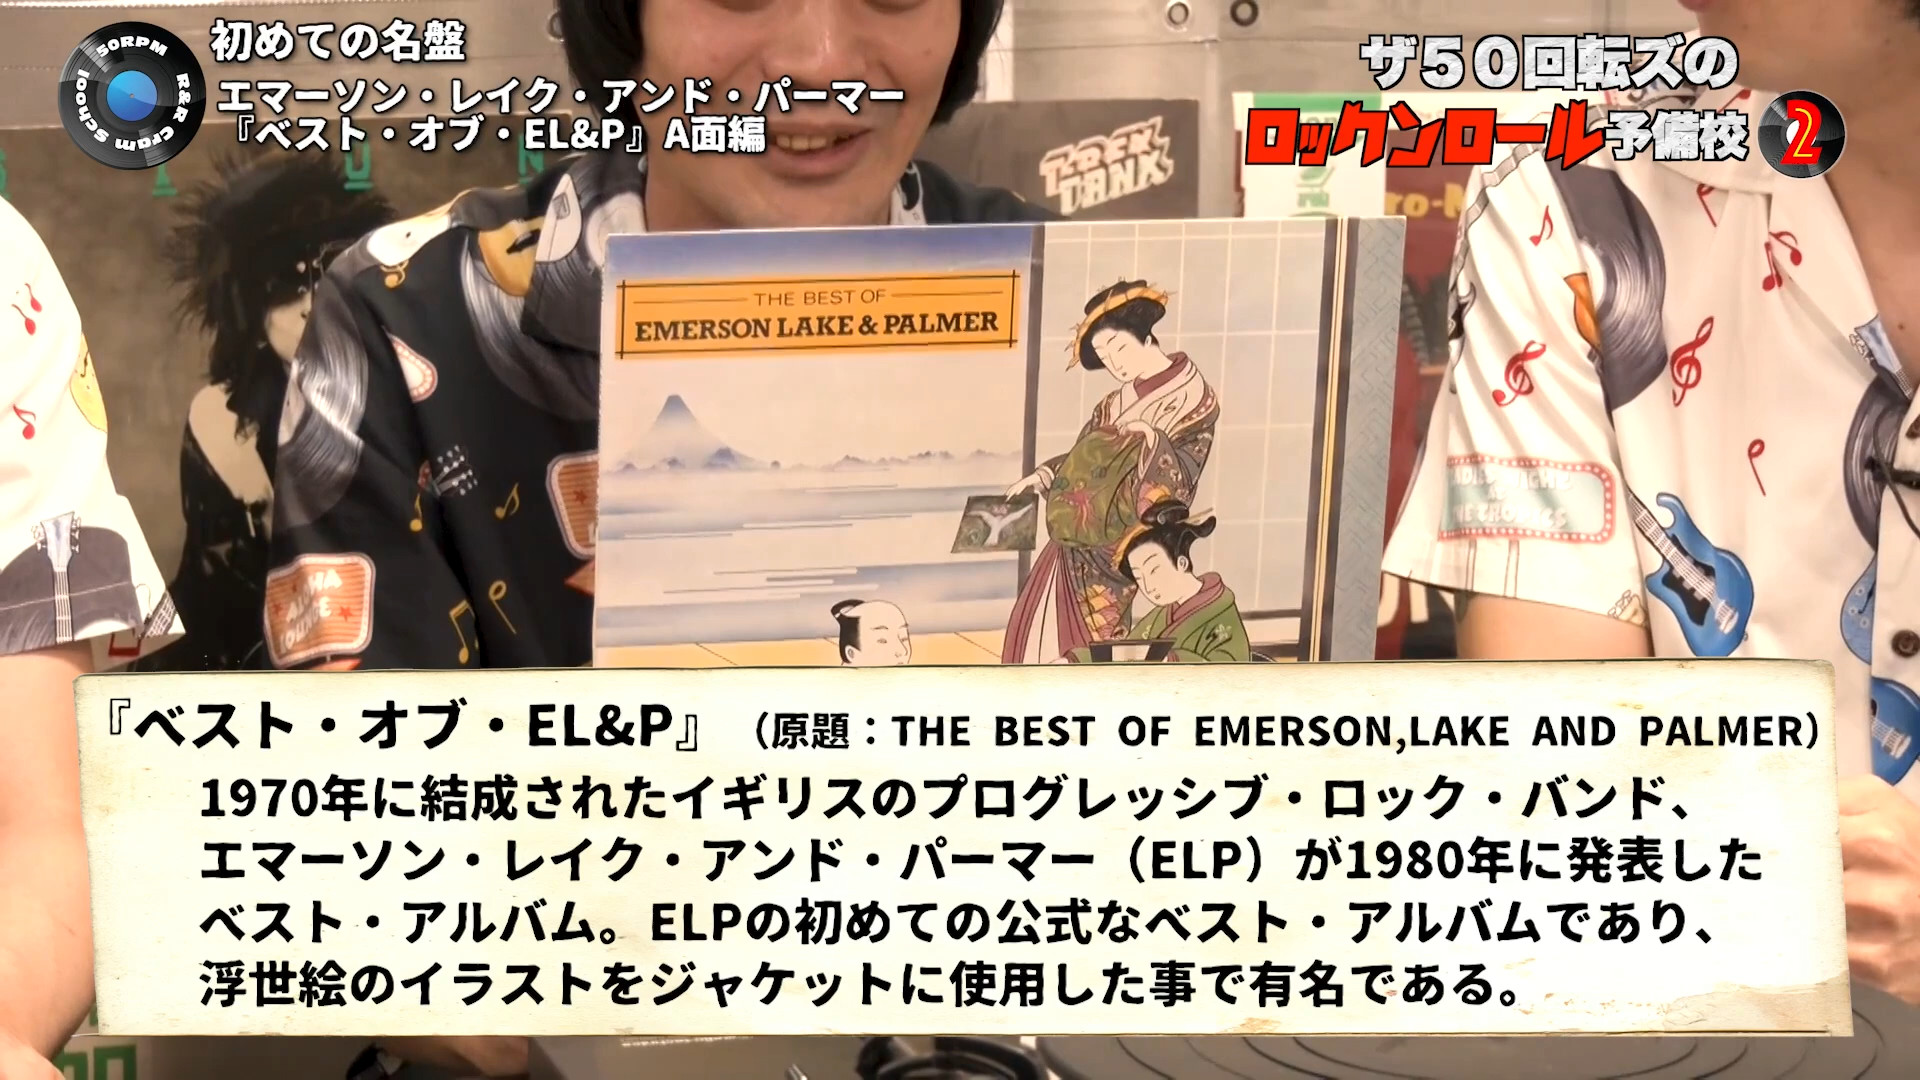 50RPM
R&R Cram School
初めての名盤
エマーソン・レイク・アンド・パーマー
『ベスト・オブ・EL&P』A面編
ザ５０回転ズの
ロックンロール予備校
2
THE BEST OF
EMERSON LAKE & PALMER
『ベスト・オブ・EL&P』（原題：THE BEST OF EMERSON,LAKE AND PALMER）
1970年に結成されたイギリスのプログレッシブ・ロック・バンド、
エマーソン・レイク・アンド・パーマー（ELP）が1980年に発表した
ベスト・アルバム。ELPの初めての公式なベスト・アルバムであり、
浮世絵のイラストをジャケットに使用した事で有名である。